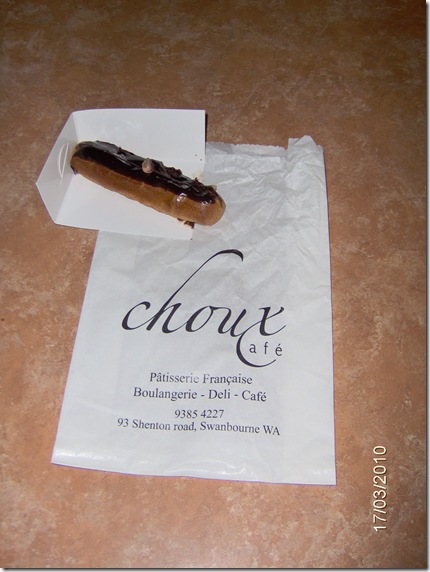 choux
café
Pâtisserie Française
Boulangerie - Deli - Café
9385 4227
93 Shenton road, Swanbourne WA
17/03/2010